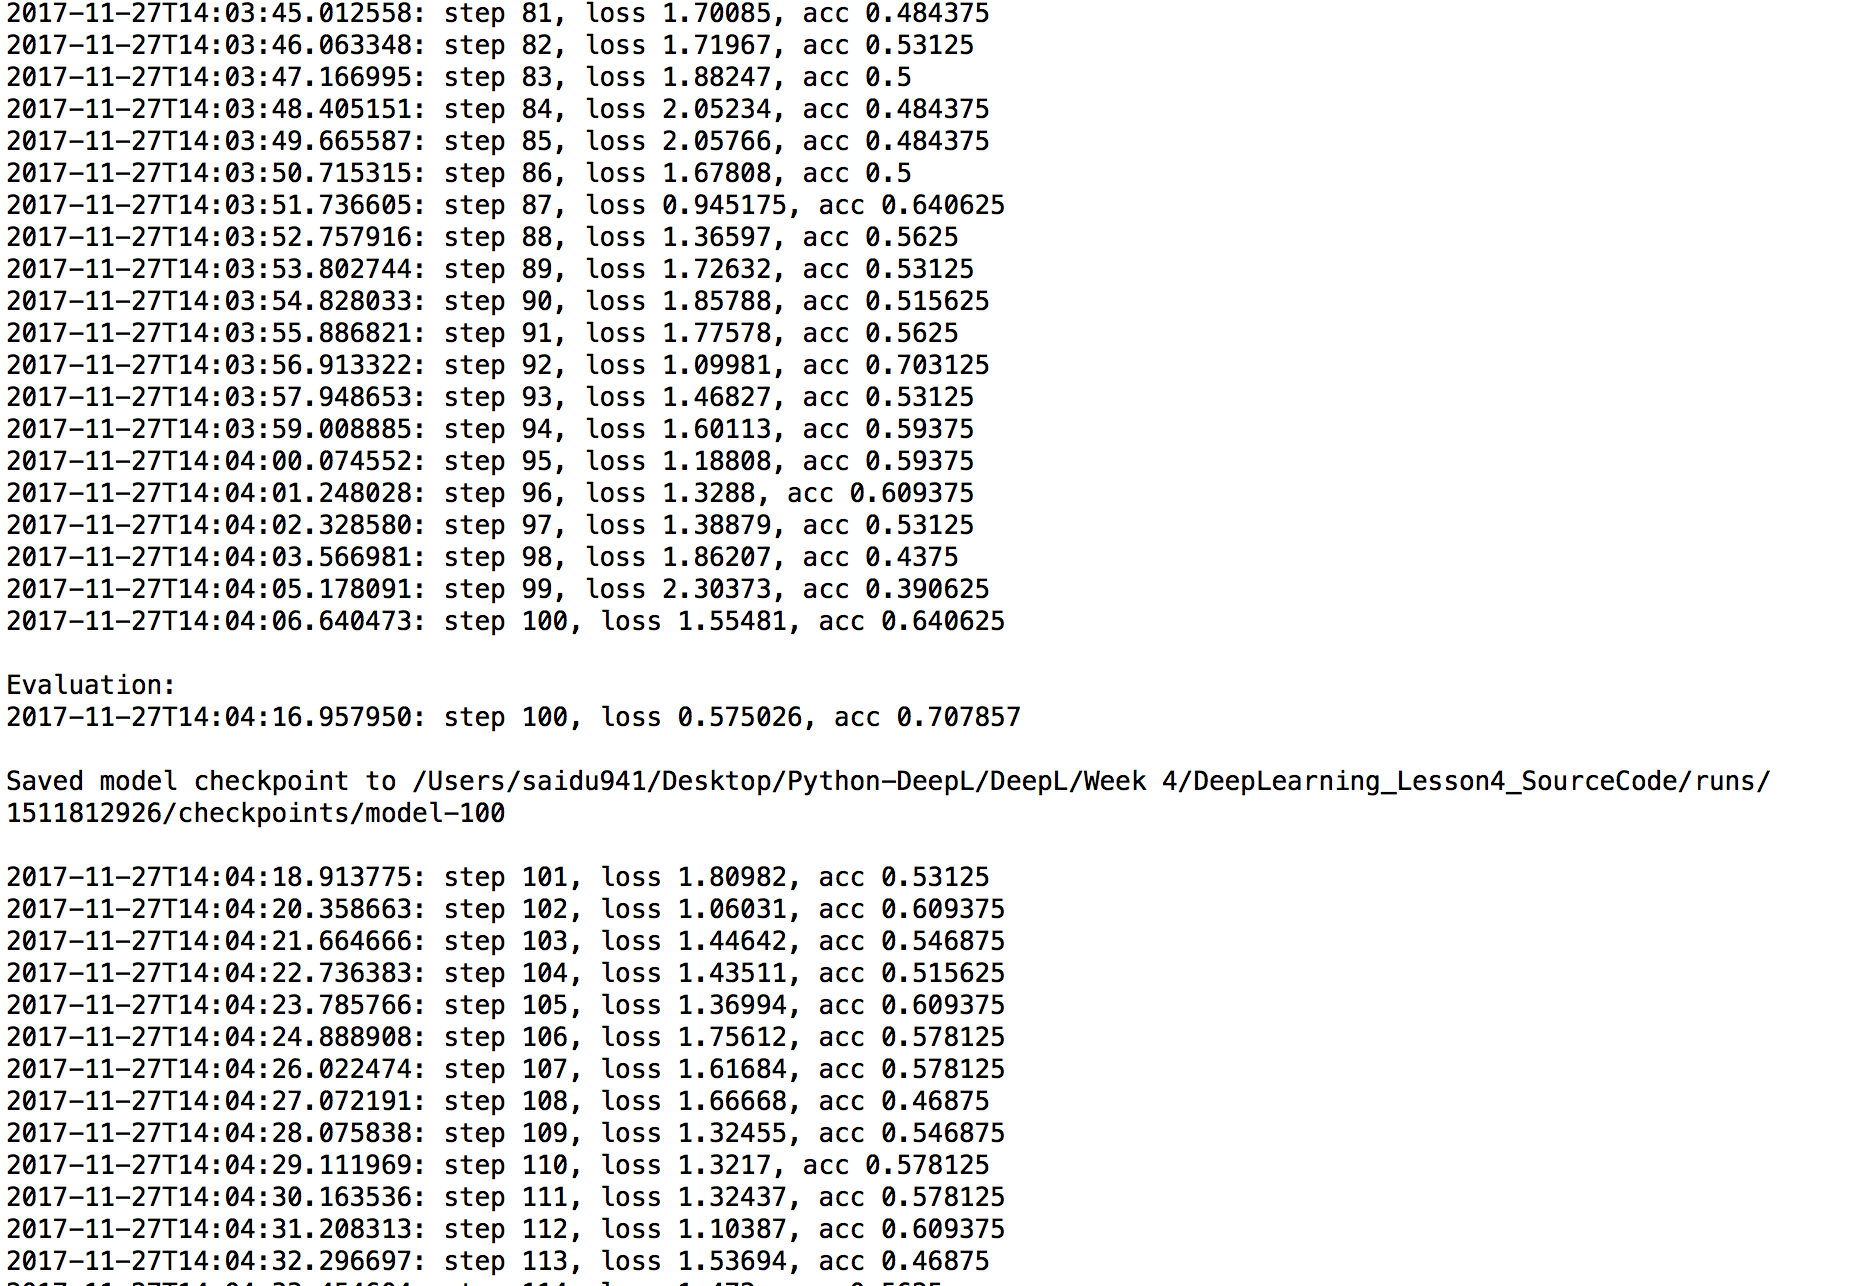 2017-11-27T14:03:45.012558: step 81, loss 1.70085, acc 0.484375
2017-11-27T14:03:46.063348: step 82, loss 1.71967, acc 0.53125
2017-11-27T14:03:47.166995: step 83, loss 1.88247, acc 0.5
2017-11-27T14:03:48.405151: step 84, loss 2.05234, acc 0.484375
2017-11-27T14:03:49.665587: step 85, loss 2.05766, acc 0.484375
2017-11-27T14:03:50.715315: step 86, loss 1.67808, acc 0.5
2017-11-27T14:03:51.736605: step 87, loss 0.945175, acc 0.640625
2017-11-27T14:03:52.757916: step 88, loss 1.36597, acc 0.5625
2017-11-27T14:03:53.802744: step 89, loss 1.72632, acc 0.53125
2017-11-27T14:03:54.828033: step 90, loss 1.85788, acc 0.515625
2017-11-27T14:03:55.886821: step 91, loss 1.77578, acc 0.5625
2017-11-27T14:03:56.913322: step 92, loss 1.09981, acc 0.703125
2017-11-27T14:03:57.948653: step 93, loss 1.46827, acc 0.53125
2017-11-27T14:03:59.008885: step 94, loss 1.60113, acc 0.59375
2017-11-27T14:04:00.074552: step 95, loss 1.18808, acc 0.59375
2017-11-27T14:04:01.248028: step 96, loss 1.3288, acc 0.609375
2017-11-27T14:04:02.328580: step 97, loss 1.38879, acc 0.53125
2017-11-27T14:04:03.566981: step 98, loss 1.86207, acc 0.4375
2017-11-27T14:04:05.178091: step 99, loss 2.30373, acc 0.390625
2017-11-27T14:04:06.640473: step 100, loss 1.55481, acc 0.640625
Evaluation:
2017-11-27T14:04:16.957950: step 100, loss 0.575026, acc 0.707857
Saved model checkpoint to /Users/saidu941/Desktop/Python-DeepL/DeepL/Week 4/DeepLearning_Lesson4_SourceCode/runs/
1511812926/checkpoints/model-100
2017-11-27T14:04:18.913775: step 101, loss 1.80982, acc 0.53125
2017-11-27T14:04:20.358663: step 102, loss 1.06031, acc 0.609375
2017-11-27T14:04:21.664666: step 103, loss 1.44642, acc 0.546875
2017-11-27T14:04:22.736383: step 104, loss 1.43511, acc 0.515625
2017-11-27T14:04:23.785766: step 105, loss 1.36994, acc 0.609375
2017-11-27T14:04:24.888908: step 106, loss 1.75612, acc 0.578125
2017-11-27T14:04:26.022474: step 107, loss 1.61684, acc 0.578125
2017-11-27T14:04:27.072191: step 108, loss 1.66668, acc 0.46875
2017-11-27T14:04:28.075838: step 109, loss 1.32455, acc 0.546875
2017-11-27T14:04:29.111969: step 110, loss 1.3217, acc 0.578125
2017-11-27T14:04:30.163536: step 111, loss 1.32437, acc 0.578125
2017-11-27T14:04:31.208313: step 112, loss 1.10387, acc 0.609375
2017-11-27T14:04:32.296697: step 113, loss 1.53694, acc 0.46875